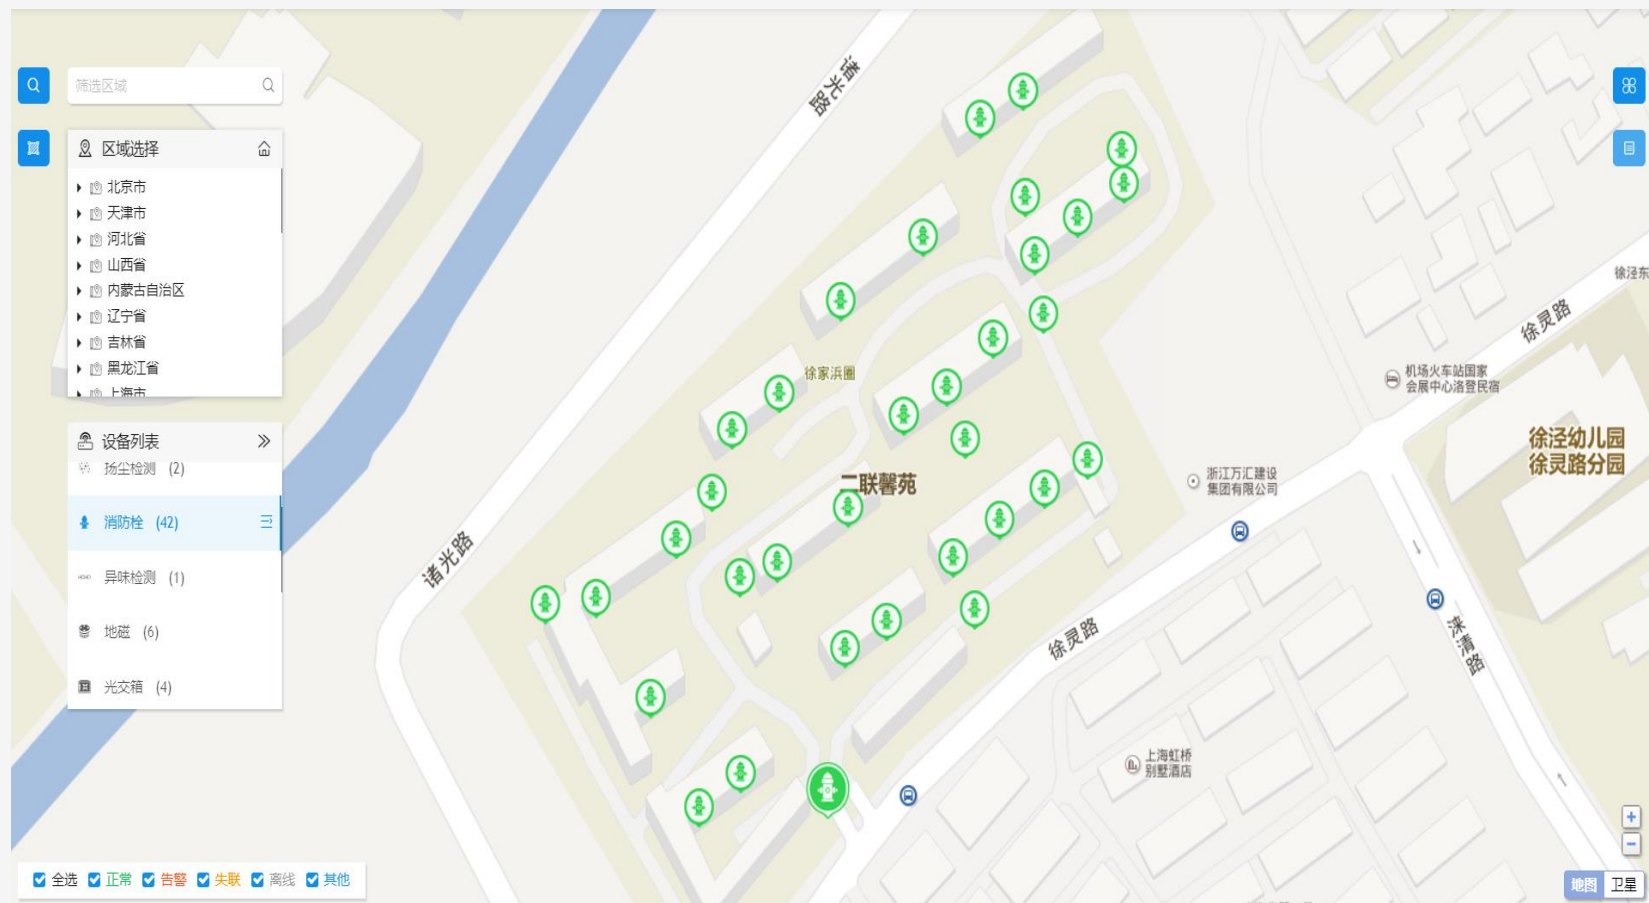 筛选区域
区域选择
北京市
天津市
河北省
山西省
内蒙古自治区
辽宁省
吉林省
黑龙江省
上海市
设备列表
扬尘检测 (2)
消防栓 (42)
异味检测 (1)
地磁 (6)
光交箱 (4)
全选 正常 告警 失联 离线 其他
诸光路
诸光路
徐家浜圈
二联馨苑
徐灵路
徐灵路
徐泾东
机场火车站国家
会展中心洛登民宿
徐泾幼儿园
徐灵路分园
浙江万汇建设
集团有限公司
涞清路
上海虹桥
别墅酒店
地图 卫星